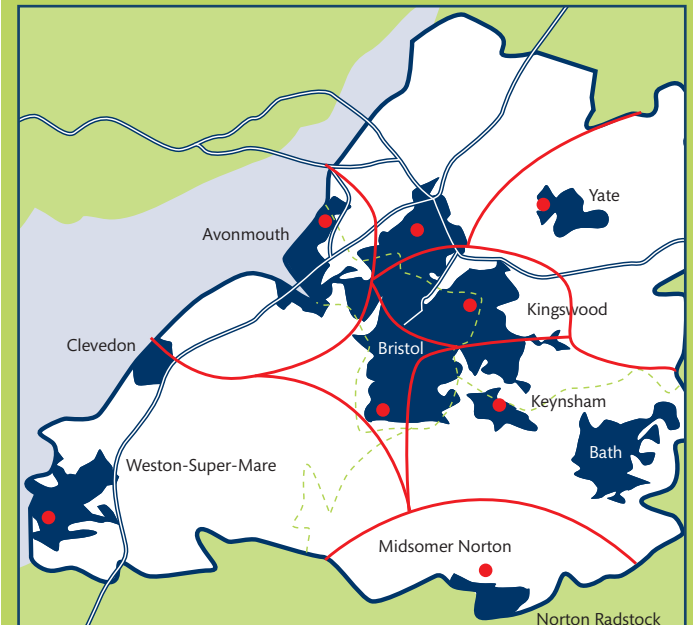 Yate
Avonmouth
Kingswood
Clevedon
Bristol
Keynsham
Bath
Weston-Super-Mare
Midsomer Norton
Norton Radstock